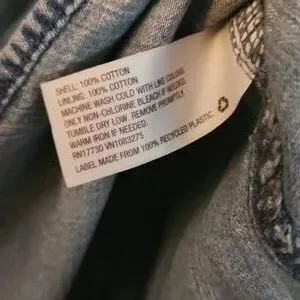 SHELL: 100% COTTON
LINLING: 100% COTTON
MACHINE WASH COLD WITH LIKE COLORS
ONLY NON-CHLORINE BLEACH IF NEEDED.
TUMBLE DRY LOW. REMOVE PROMPTLY.
WARM IRON IF NEEDED.
RN17730 VN1083275
LABEL MADE FROM 100% RECYCLED PLASTIC